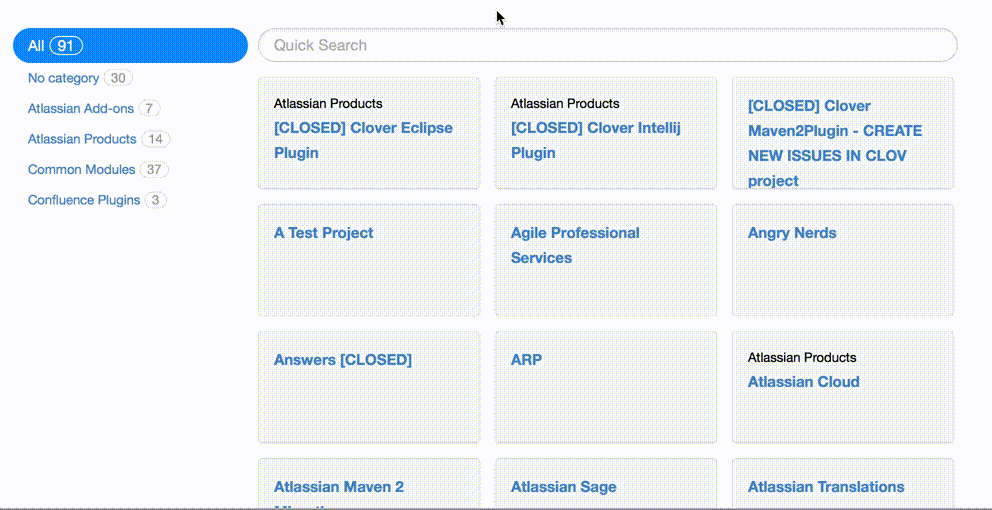 All 91
No category 30
Atlassian Add-ons 7
Atlassian Products 14
Common Modules 37
Confluence Plugins 3
Quick Search
Atlassian Products
[CLOSED] Clover Eclipse
Plugin
Atlassian Products
[CLOSED] Clover Intellij
Plugin
[CLOSED] Clover
Maven2Plugin - CREATE
NEW ISSUES IN CLOV
project
A Test Project
Agile Professional
Services
Angry Nerds
Answers [CLOSED]
ARP
Atlassian Products
Atlassian Cloud
Atlassian Maven 2
Atlassian Sage
Atlassian Translations